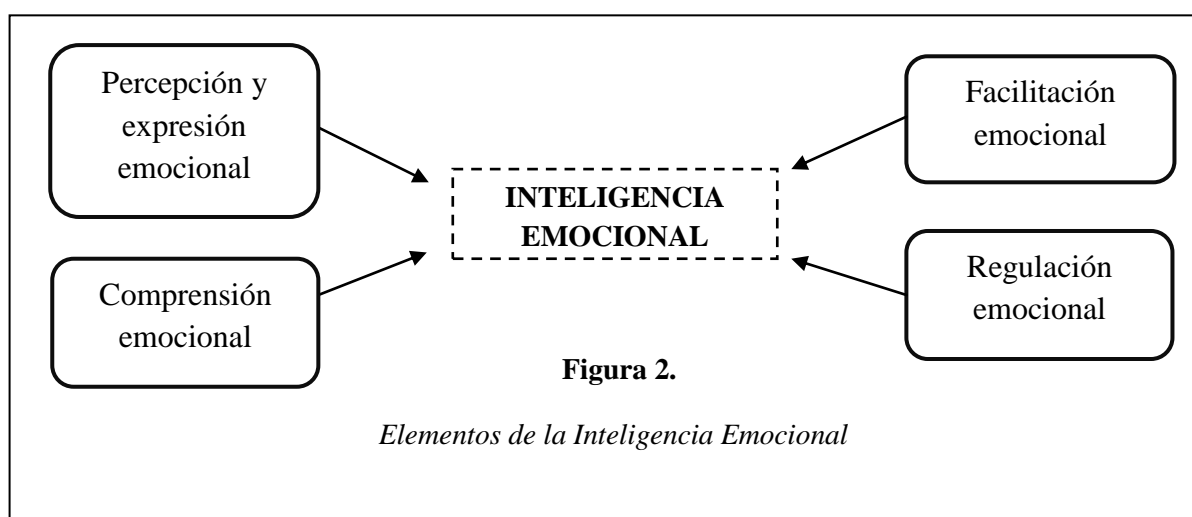 Percepción y
expresión
emocional
Facilitación
emocional
INTELIGENCIA
EMOCIONAL
Comprensión
emocional
Regulación
emocional
Figura 2.
Elementos de la Inteligencia Emocional